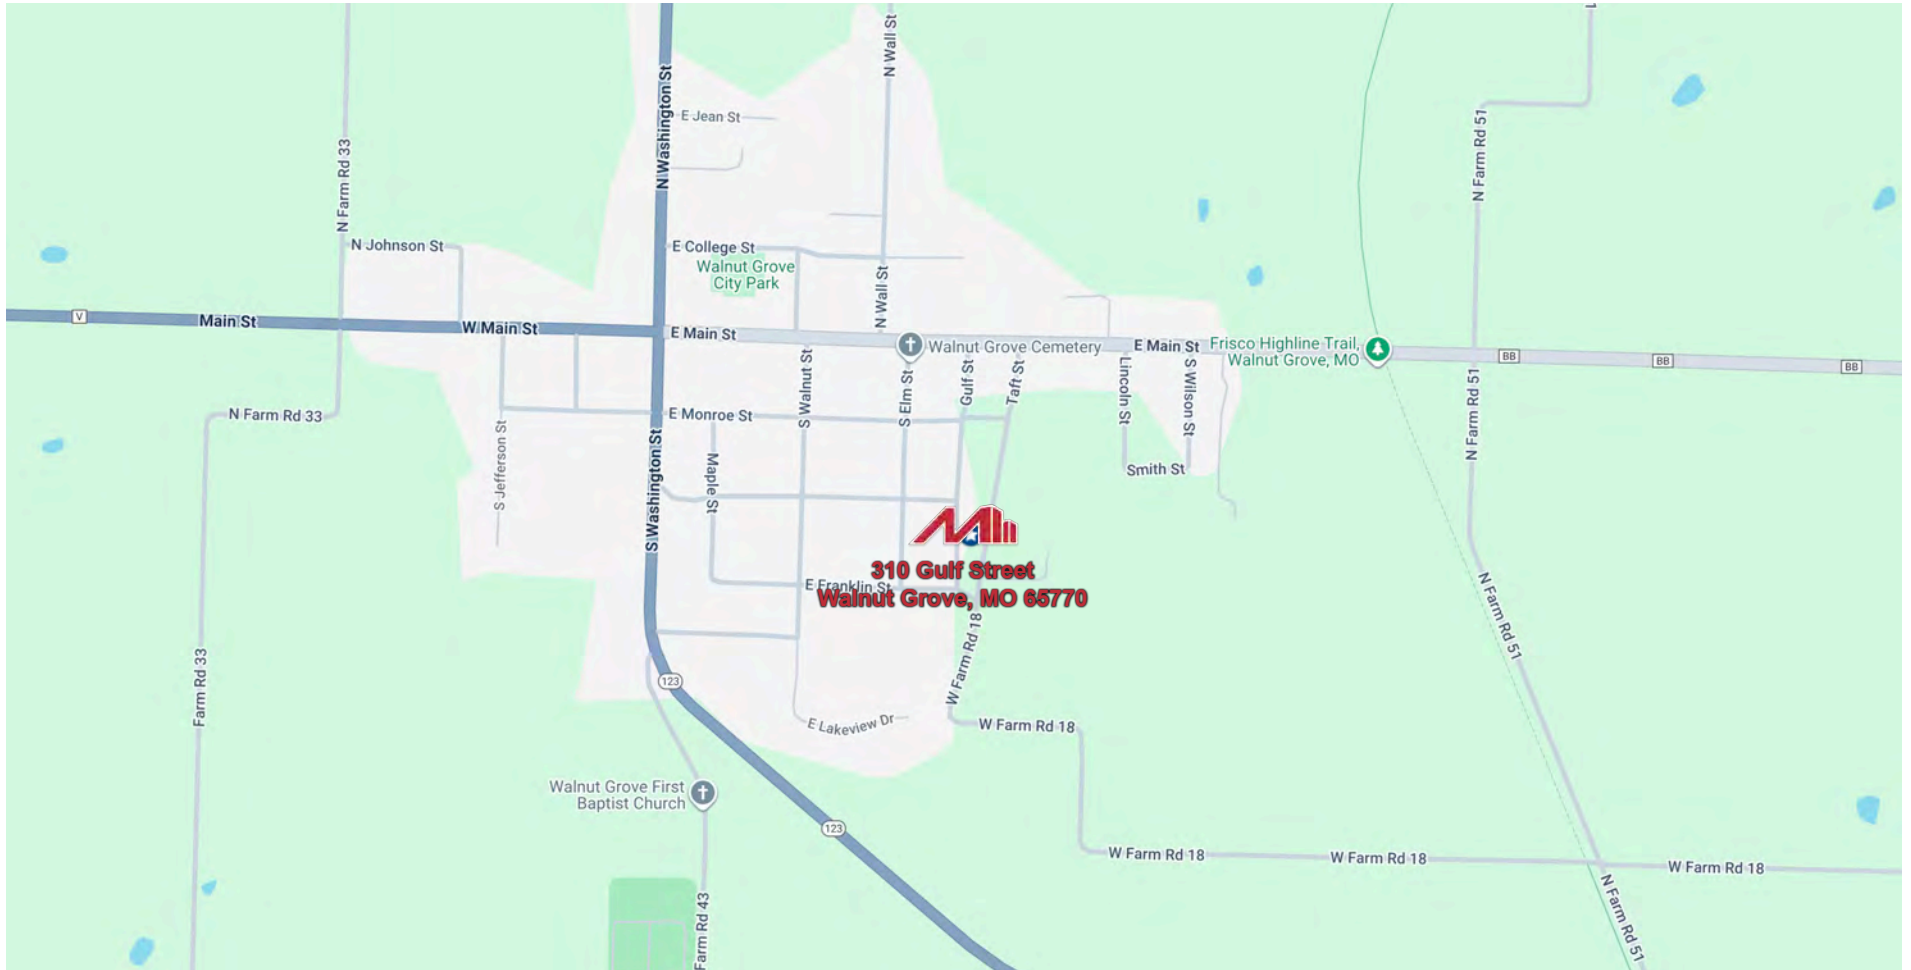 N Wall St
N Washington St
E Jean St
N Farm Rd 33
N Farm Rd 51
N Johnson St
E College St
Walnut Grove
City Park
N Wall St
V
Main St
W Main St
E Main St
Walnut Grove Cemetery
E Main St
Frisco Highline Trail,
Walnut Grove, MO
BB
BB
BB
S Walnut St
S Elm St
Gulf St
Taft St
Lincoln St
S Wilson St
N Farm Rd 51
N Farm Rd 33
E Monroe St
S Jefferson St
S Washington St
Maple St
Smith St
310 Gulf Street
E Franklin St
Walnut Grove, MO 65770
N Farm Rd 51
W Farm Rd 18
Farm Rd 33
123
E Lakeview Dr
W Farm Rd 18
Walnut Grove First
Baptist Church
123
W Farm Rd 18
W Farm Rd 18
W Farm Rd 18
Farm Rd 43
N Farm Rd 51